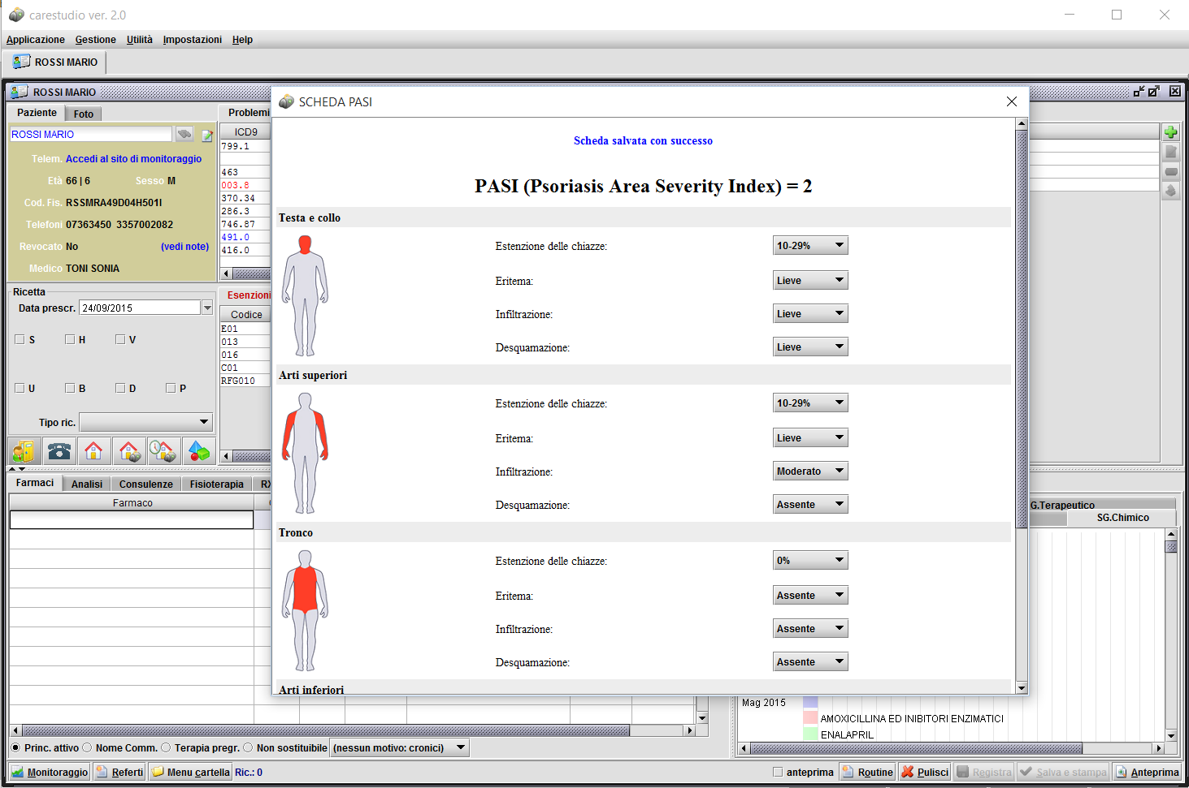 carestudio ver. 2.0
Applicazione Gestione Utilità Impostazioni Help
ROSSI MARIO
ROSSI MARIO
Paziente Foto
ROSSI MARIO
Telem. Accedi al sito di monitoraggio
Età 66 | 6 Sesso M
Cod. Fis. RSSMRA49D04H501I
Telefoni 07363450 3357002082
Revocato No (vedi note)
Medico TONI SONIA
Problemi
ICD9
799.1
463
003.8
370.34
286.3
746.87
491.0
416.0
Ricetta
Data prescr. 24/09/2015
S H V
U B D P
Tipo ric.
Esenzioni
Codice
E01
013
016
C01
RFG010
SCHEDA PASI
Scheda salvata con successo
PASI (Psoriasis Area Severity Index) = 2
Testa e collo
Estenzione delle chiazze: 10-29%
Eritema: Lieve
Infiltrazione: Lieve
Desquamazione: Lieve
Arti superiori
Estenzione delle chiazze: 10-29%
Eritema: Lieve
Infiltrazione: Moderato
Desquamazione: Assente
Tronco
Estenzione delle chiazze: 0%
Eritema: Assente
Infiltrazione: Assente
Desquamazione: Assente
Arti inferiori
Farmaci Analisi Consulenze Fisioterapia RX
Farmaco
G.Terapeutico
SG.Chimico
Mag 2015
AMOXICILLINA ED INIBITORI ENZIMATICI
ENALAPRIL
Princ. attivo Nome Comm. Terapia pregr. Non sostituibile (nessun motivo: cronici)
Monitoraggio Referti Menu cartella Ric.: 0 anteprima Routine Pulisci Registra Salva e stampa Anteprima